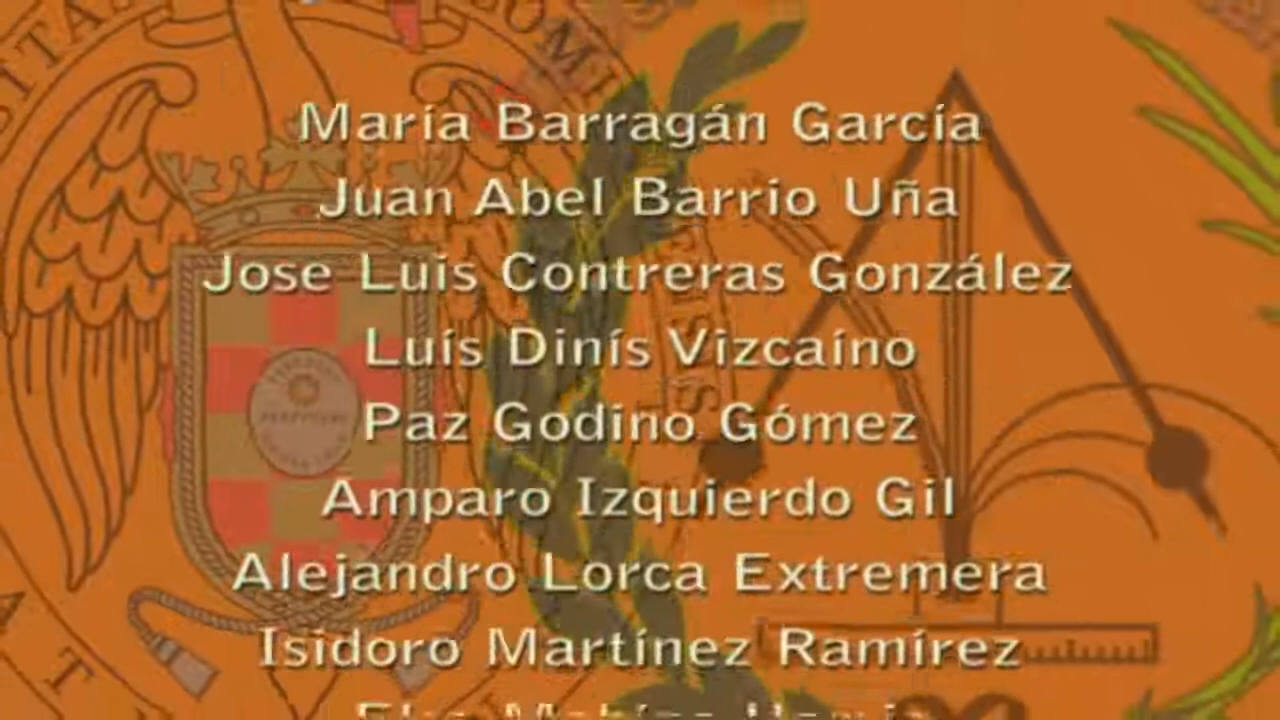 María Barragán García
Juan Abel Barrio Uña
Jose Luis Contreras González
Luís Dinís Vizcaíno
Paz Godino Gómez
Amparo Izquierdo Gil
Alejandro Lorca Extremera
Isidoro Martínez Ramírez